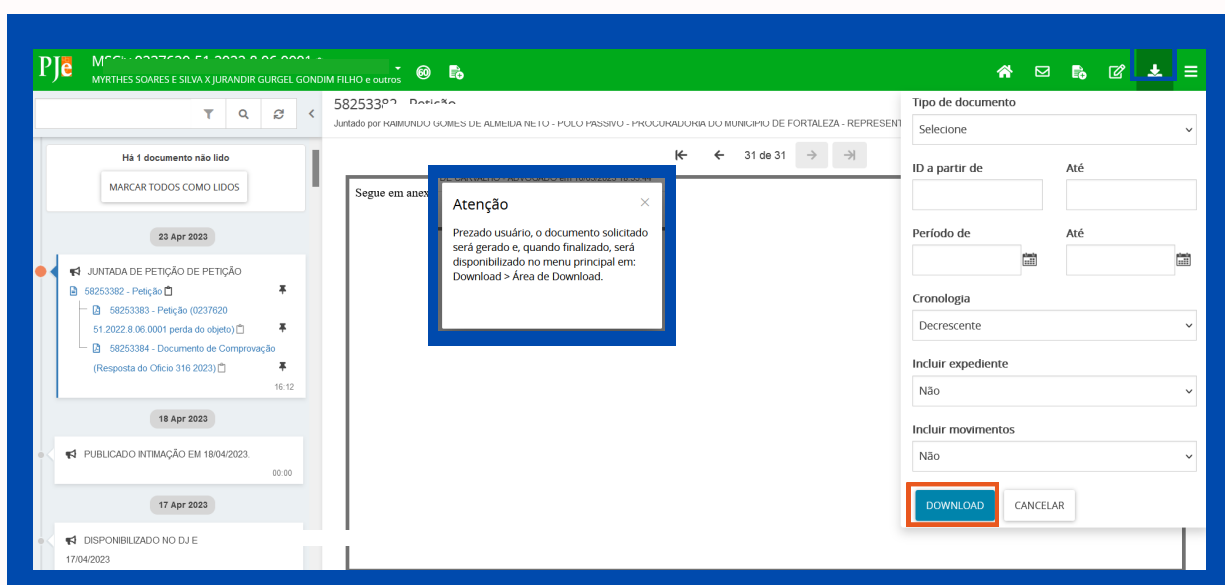 PJe
MYRTHES SOARES E SILVA X JURANDIR GURGEL GONDIM FILHO e outros
60
Há 1 documento não lido
MARCAR TODOS COMO LIDOS
23 Apr 2023
JUNTADA DE PETIÇÃO DE PETIÇÃO
58253382 - Petição
58253383 - Petição (0237620
51.2022.8.06.0001 perda do objeto)
58253384 - Documento de Comprovação
(Resposta do Oficio 316 2023)
16:12
18 Apr 2023
PUBLICADO INTIMAÇÃO EM 18/04/2023.
00:00
17 Apr 2023
DISPONIBILIZADO NO DJ E
17/04/2023
58253382 - Petição
Juntado por RAIMUNDO GOMES DE ALMEIDA NETO - POLO PASSIVO - PROCURADORIA DO MUNICIPIO DE FORTALEZA - REPRESENT
31 de 31
Segue em anex
Atenção
Prezado usuário, o documento solicitado
será gerado e, quando finalizado, será
disponibilizado no menu principal em:
Download > Área de Download.
Tipo de documento
Selecione
ID a partir de Até
Período de Até
Cronologia
Decrescente
Incluir expediente
Não
Incluir movimentos
Não
DOWNLOAD CANCELAR